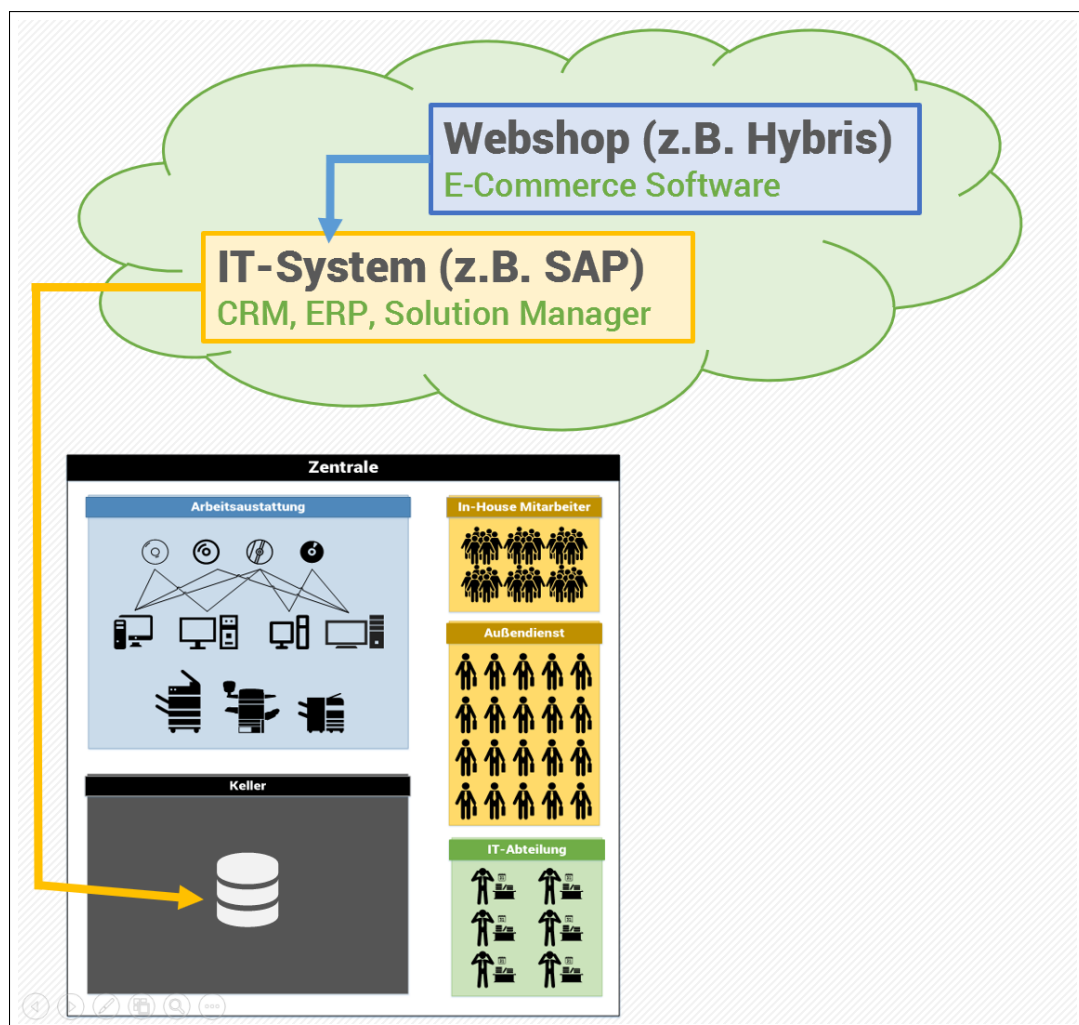 Webshop (z.B. Hybris)
E-Commerce Software
IT-System (z.B. SAP)
CRM, ERP, Solution Manager
Zentrale
Arbeitsaustattung
In-House Mitarbeiter
Außendienst
Keller
IT-Abteilung